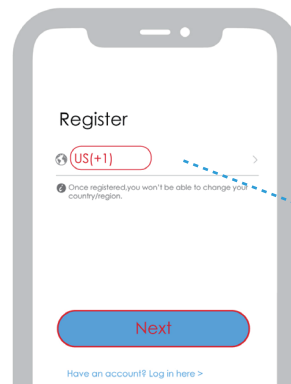 Register
US(+1)
Once registered,you won't be able to change your
country/region.
Next
Have an account? Log in here >